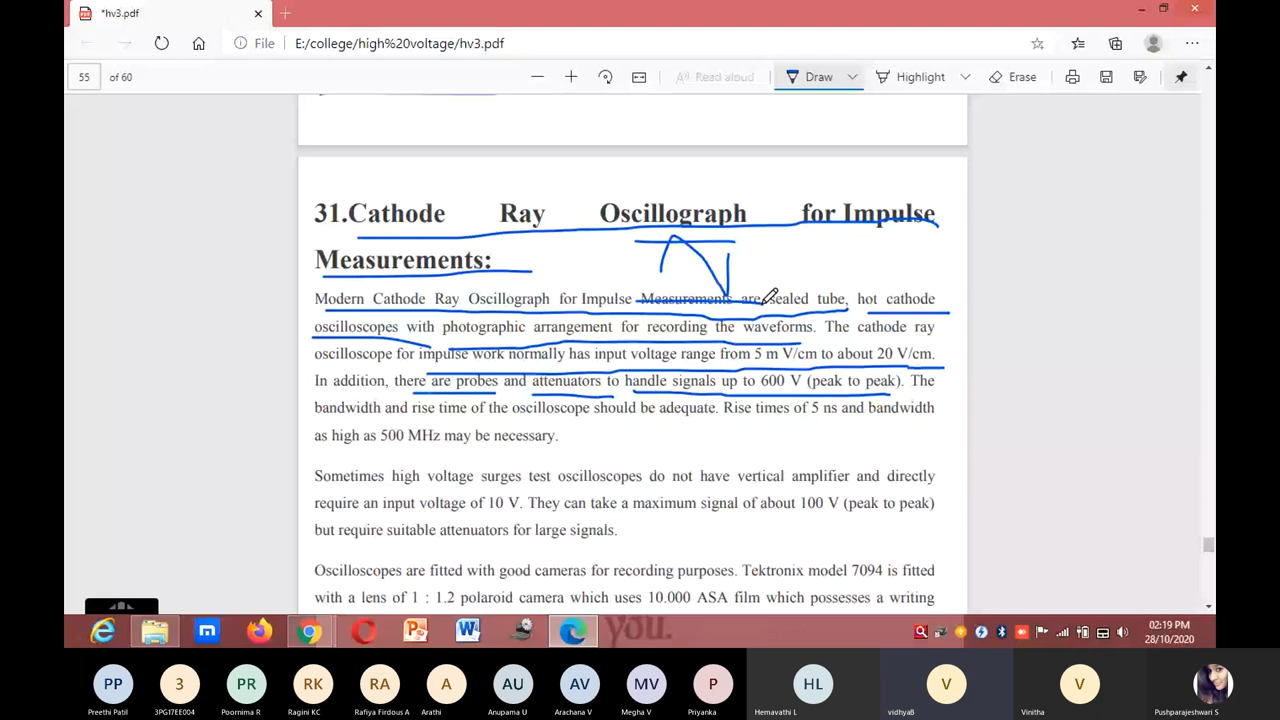 *hv3.pdf
File E:/college/high%20voltage/hv3.pdf
55 of 60 Read aloud Draw Highlight Erase
31.Cathode Ray Oscillograph for Impulse
Measurements:
Modern Cathode Ray Oscillograph for Impulse Measurements are sealed tube, hot cathode
oscilloscopes with photographic arrangement for recording the waveforms. The cathode ray
oscilloscope for impulse work normally has input voltage range from 5 m V/cm to about 20 V/cm.
In addition, there are probes and attenuators to handle signals up to 600 V (peak to peak). The
bandwidth and rise time of the oscilloscope should be adequate. Rise times of 5 ns and bandwidth
as high as 500 MHz may be necessary.
Sometimes high voltage surges test oscilloscopes do not have vertical amplifier and directly
require an input voltage of 10 V. They can take a maximum signal of about 100 V (peak to peak)
but require suitable attenuators for large signals.
Oscilloscopes are fitted with good cameras for recording purposes. Tektronix model 7094 is fitted
with a lens of 1 : 1.2 polaroid camera which uses 10.000 ASA film which possesses a writing
you.
02:19 PM
28/10/2020
PP 3 PR RK RA A AU AV MV P HL V V
Preethi Patil 3PG17EE004 Poornima R Ragini KC Rafiya Firdous A Arathi Anupama U Arachana V Megha V Priyanka Hemavathi L vidhyaB Vinitha Pushparajeshwari S